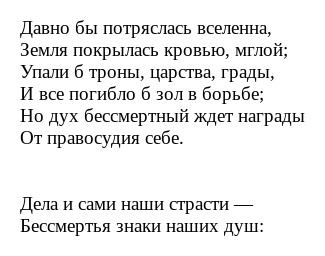 Давно бы потряслась вселенна,
Земля покрылась кровью, мглой;
Упали б троны, царства, грады,
И все погибло б зол в борьбе;
Но дух бессмертный ждет награды
От правосудия себе.
Дела и сами наши страсти —
Бессмертья знаки наших душ: